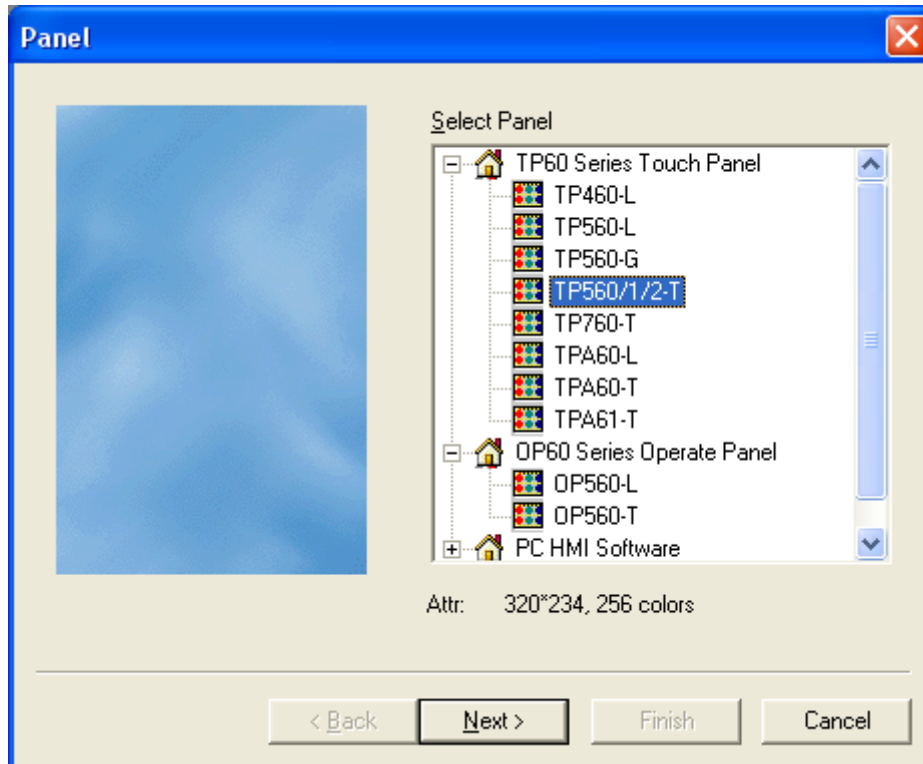 Panel
Select Panel
TP60 Series Touch Panel
TP460-L
TP560-L
TP560-G
TP560/1/2-T
TP760-T
TPA60-L
TPA60-T
TPA61-T
OP60 Series Operate Panel
OP560-L
OP560-T
PC HMI Software
Attr: 320*234, 256 colors
< Back Next > Finish Cancel